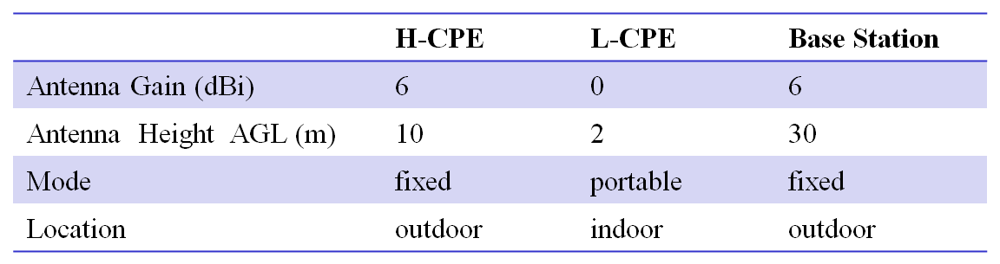 H-CPE L-CPE Base Station
Antenna Gain (dBi) 6 0 6
Antenna Height AGL (m) 10 2 30
Mode fixed portable fixed
Location outdoor indoor outdoor